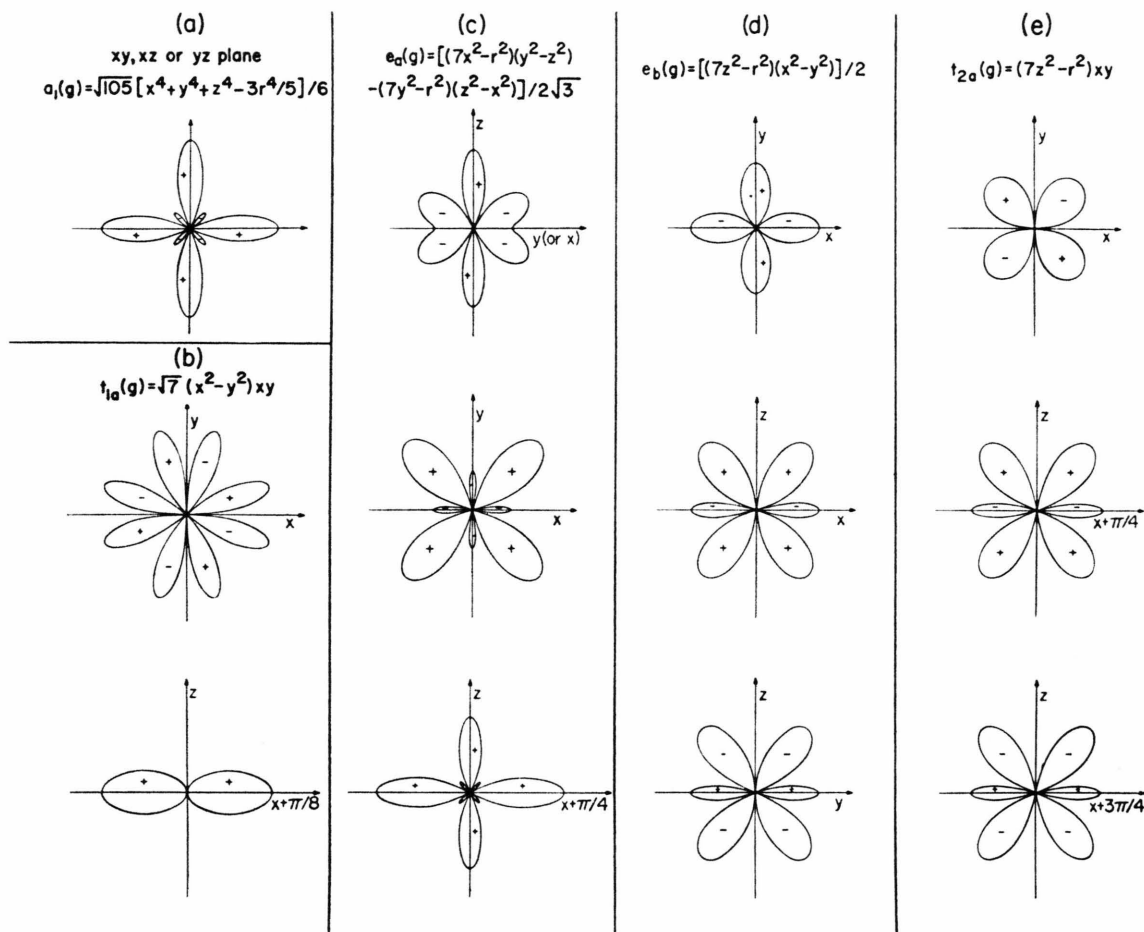 (a)
xy, xz or yz plane
a₁(g)=√105[x⁴+y⁴+z⁴-3r⁴/5]/6
+
+
+
+
(b)
t₁ₐ(g)=√7(x²-y²)xy
y
+
-
-
+
x
+
-
-
+
z
+
+
x+π/8
(c)
eₐ(g)=[(7x²-r²)(y²-z²)
-(7y²-r²)(z²-x²)]/2√3
z
+
-
-
y(or x)
-
-
+
y
+
+
-
-
-
x
-
+
+
z
+
+
+
x+π/4
+
(d)
e_b(g)=[(7z²-r²)(x²-y²)]/2
y
+
-
-
x
+
z
+
+
-
-
x
+
+
z
-
-
+
+
y
-
-
(e)
t₂ₐ(g)=(7z²-r²)xy
y
+
-
x
-
+
z
+
+
-
-
x+π/4
+
+
z
-
-
+
+
x+3π/4
-
-